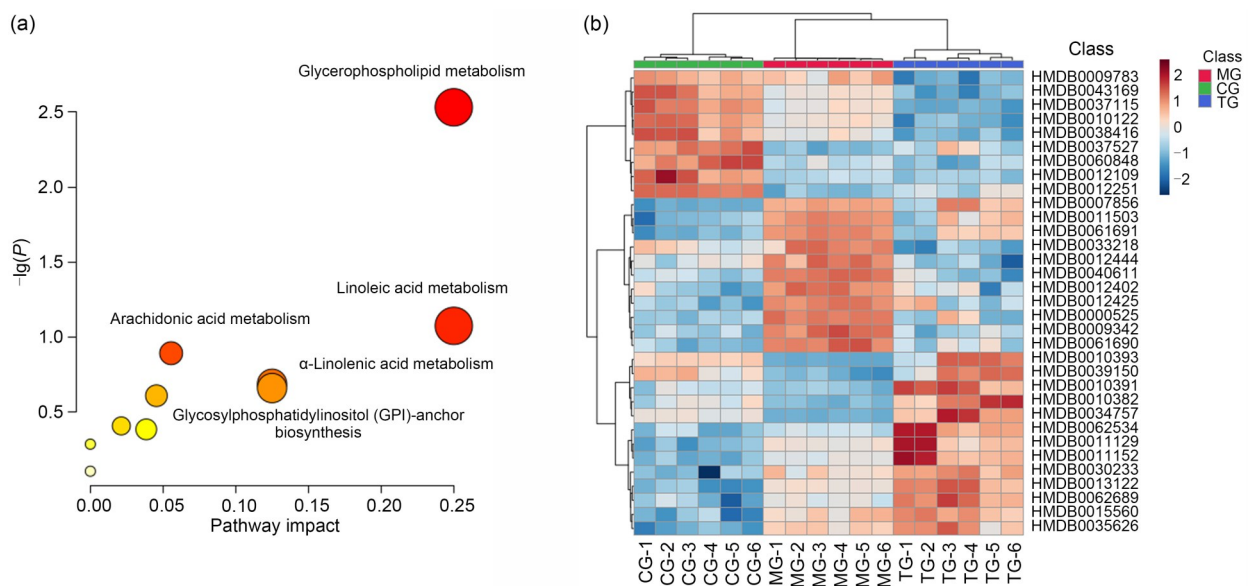 (a)
Glycerophospholipid metabolism
Linoleic acid metabolism
Arachidonic acid metabolism
α-Linolenic acid metabolism
Glycosylphosphatidylinositol (GPI)-anchor
biosynthesis
2.5
2.0
1.5
1.0
0.5
−lg(P)
0.00 0.05 0.10 0.15 0.20 0.25
Pathway impact
(b)
Class
HMDB0009783
HMDB0043169
HMDB0037115
HMDB0010122
HMDB0038416
HMDB0037527
HMDB0060848
HMDB0012109
HMDB0012251
HMDB0007856
HMDB0011503
HMDB0061691
HMDB0033218
HMDB0012444
HMDB0040611
HMDB0012402
HMDB0012425
HMDB0000525
HMDB0009342
HMDB0061690
HMDB0010393
HMDB0039150
HMDB0010391
HMDB0010382
HMDB0034757
HMDB0062534
HMDB0011129
HMDB0011152
HMDB0030233
HMDB0013122
HMDB0062689
HMDB0015560
HMDB0035626
CG-1
CG-2
CG-3
CG-4
CG-5
CG-6
MG-1
MG-2
MG-3
MG-4
MG-5
MG-6
TG-1
TG-2
TG-3
TG-4
TG-5
TG-6
2
1
0
−1
−2
Class
MG
CG
TG